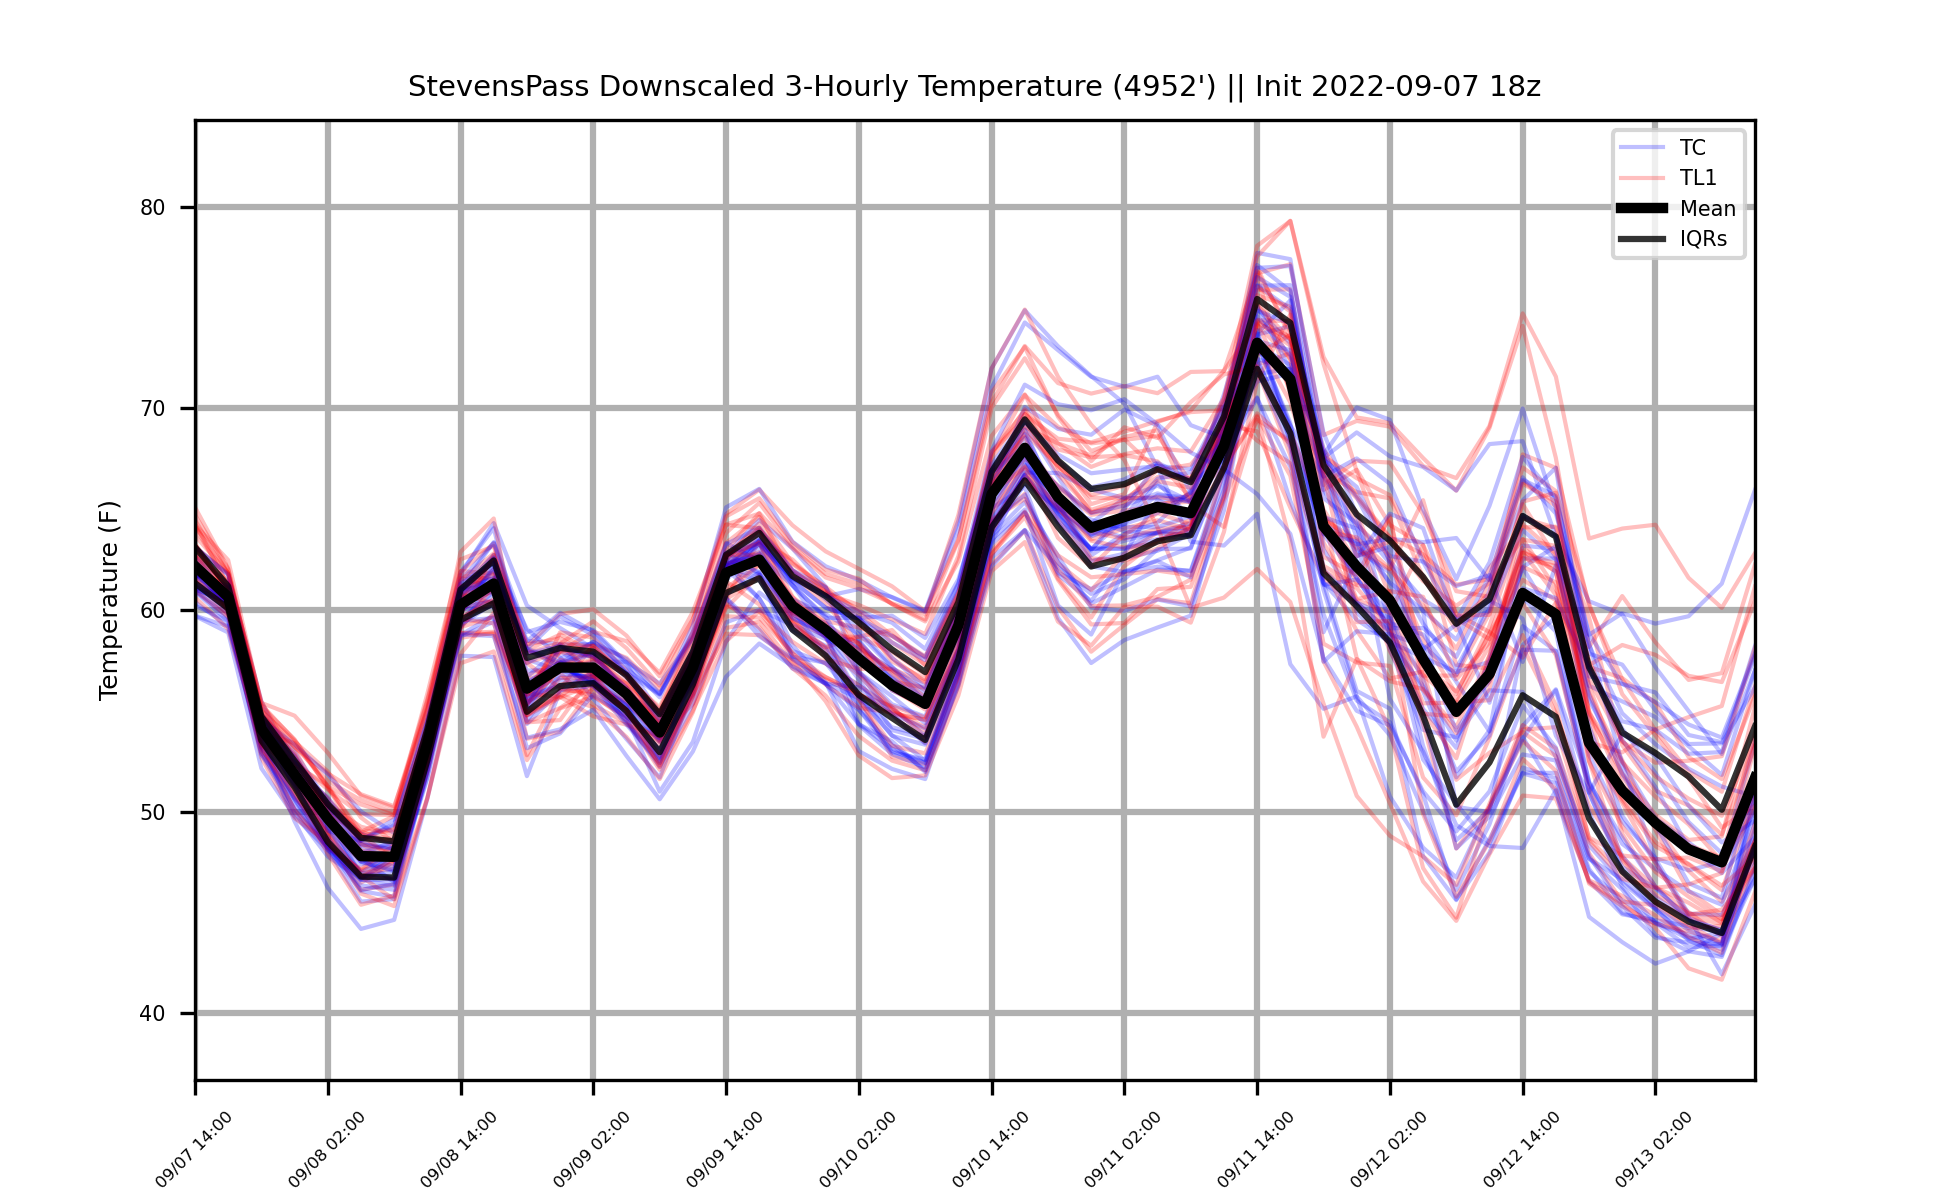 StevensPass Downscaled 3-Hourly Temperature (4952') || Init 2022-09-07 18z
TC
TL1
Mean
IQRs
Temperature (F)
80
70
60
50
40
09/07 14:00
09/08 02:00
09/08 14:00
09/09 02:00
09/09 14:00
09/10 02:00
09/10 14:00
09/11 02:00
09/11 14:00
09/12 02:00
09/12 14:00
09/13 02:00